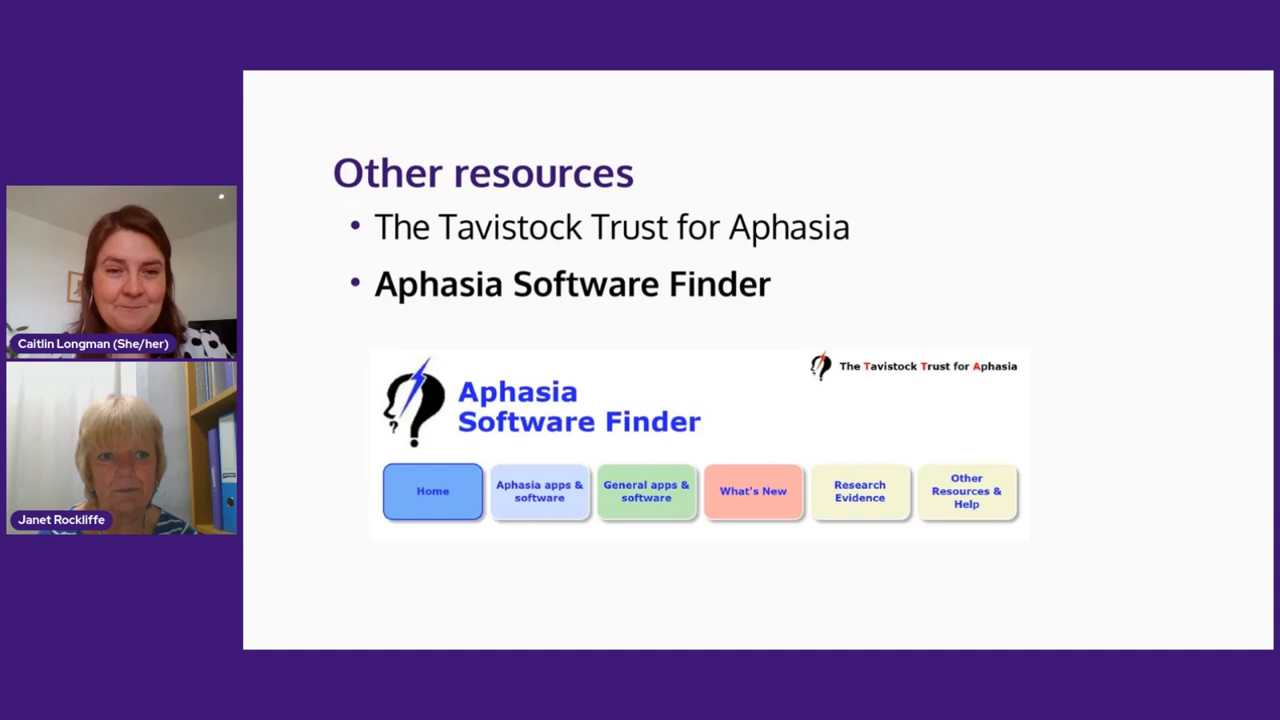 Other resources
• The Tavistock Trust for Aphasia
• Aphasia Software Finder
The Tavistock Trust for Aphasia
Aphasia
Software Finder
Home
Aphasia apps &
software
General apps &
software
What's New
Research
Evidence
Other
Resources &
Help
Caitlin Longman (She/her)
Janet Rockliffe